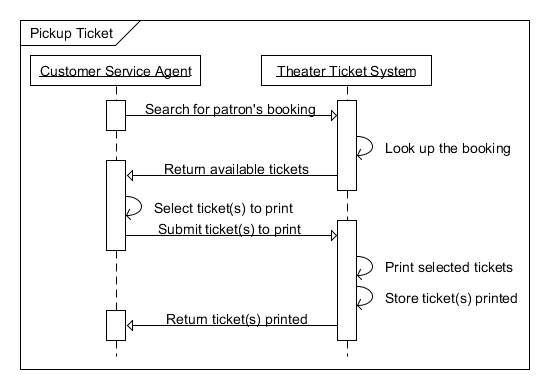 Pickup Ticket
Customer Service Agent
Theater Ticket System
Search for patron's booking
Look up the booking
Return available tickets
Select ticket(s) to print
Submit ticket(s) to print
Print selected tickets
Store ticket(s) printed
Return ticket(s) printed